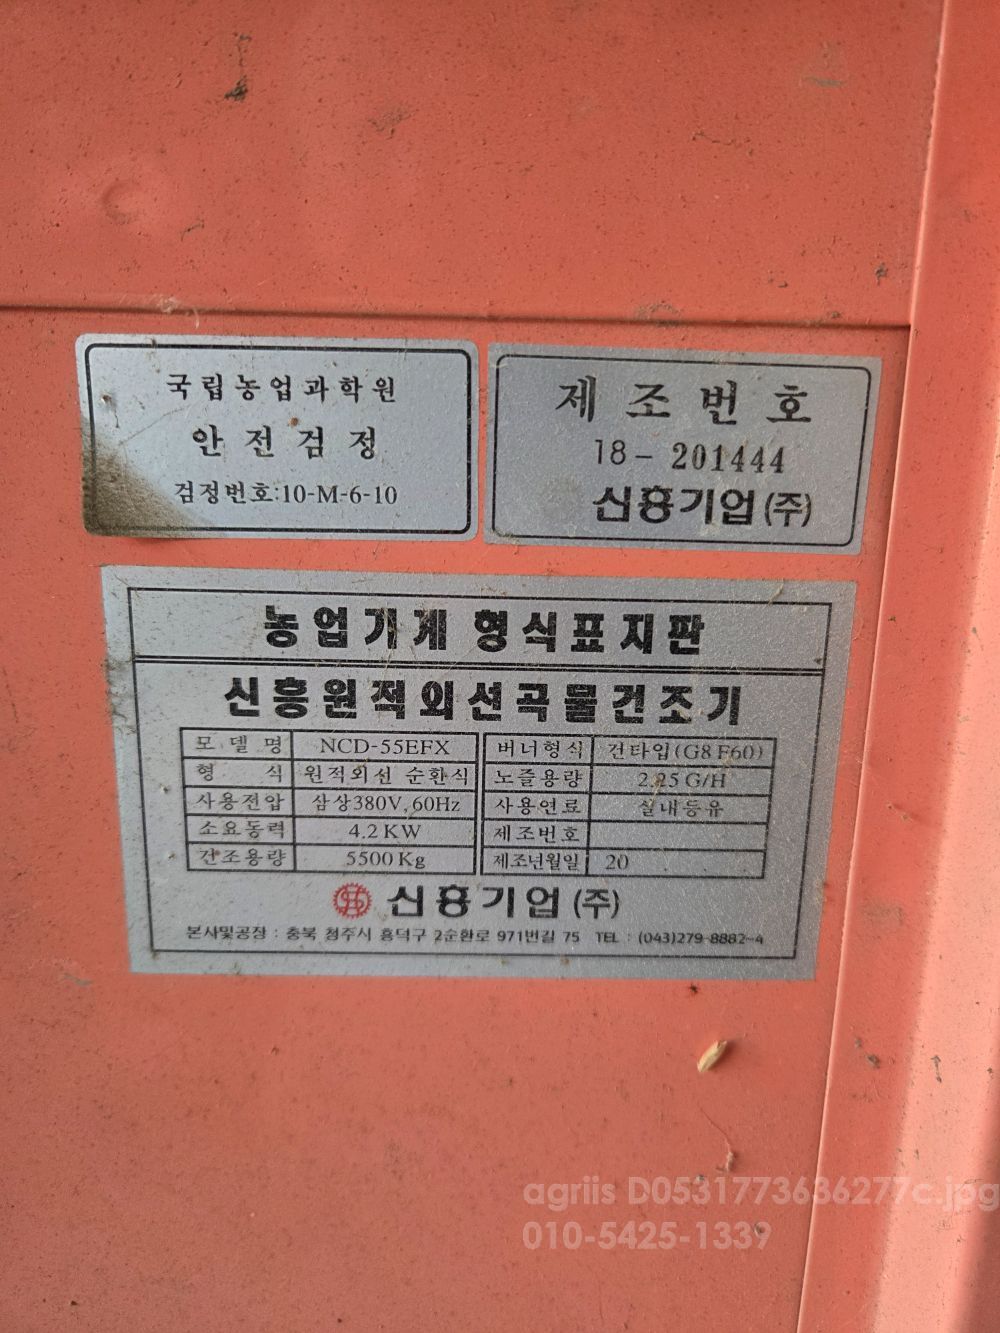 국립농업과학원
안전검정
검정번호:10-M-6-10
제조번호
18-201444
신흥기업(주)
농업기계 형식표지판
신흥원적외선곡물건조기
모델명 NCD-55EFX 버너형식 건타입(G8 F60)
형식 원적외선 순환식 노즐용량 2.25 G/H
사용전압 삼상380V, 60Hz 사용연료 실내등유
소요동력 4.2 KW 제조번호
건조용량 5500 Kg 제조년월일 20
신흥기업(주)
본사및공장 : 충북 청주시 흥덕구 2순환로 971번길 75 TEL : (043)279-8882~4
agriis D0531773636277c.jpg
010-5425-1339